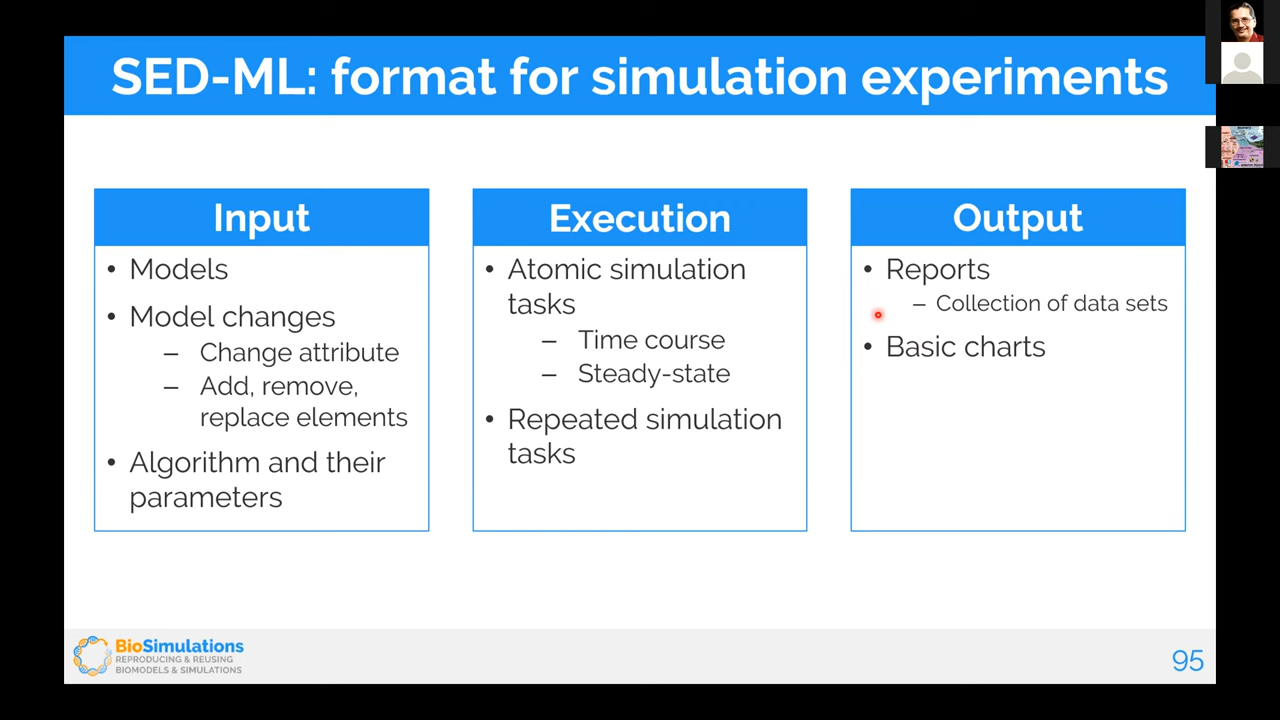 SED-ML: format for simulation experiments
Input
• Models
• Model changes
– Change attribute
– Add, remove,
replace elements
• Algorithm and their
parameters
Execution
• Atomic simulation
tasks
– Time course
– Steady-state
• Repeated simulation
tasks
Output
• Reports
– Collection of data sets
• Basic charts
BioSimulations
REPRODUCING & REUSING
BIOMODELS & SIMULATIONS
95